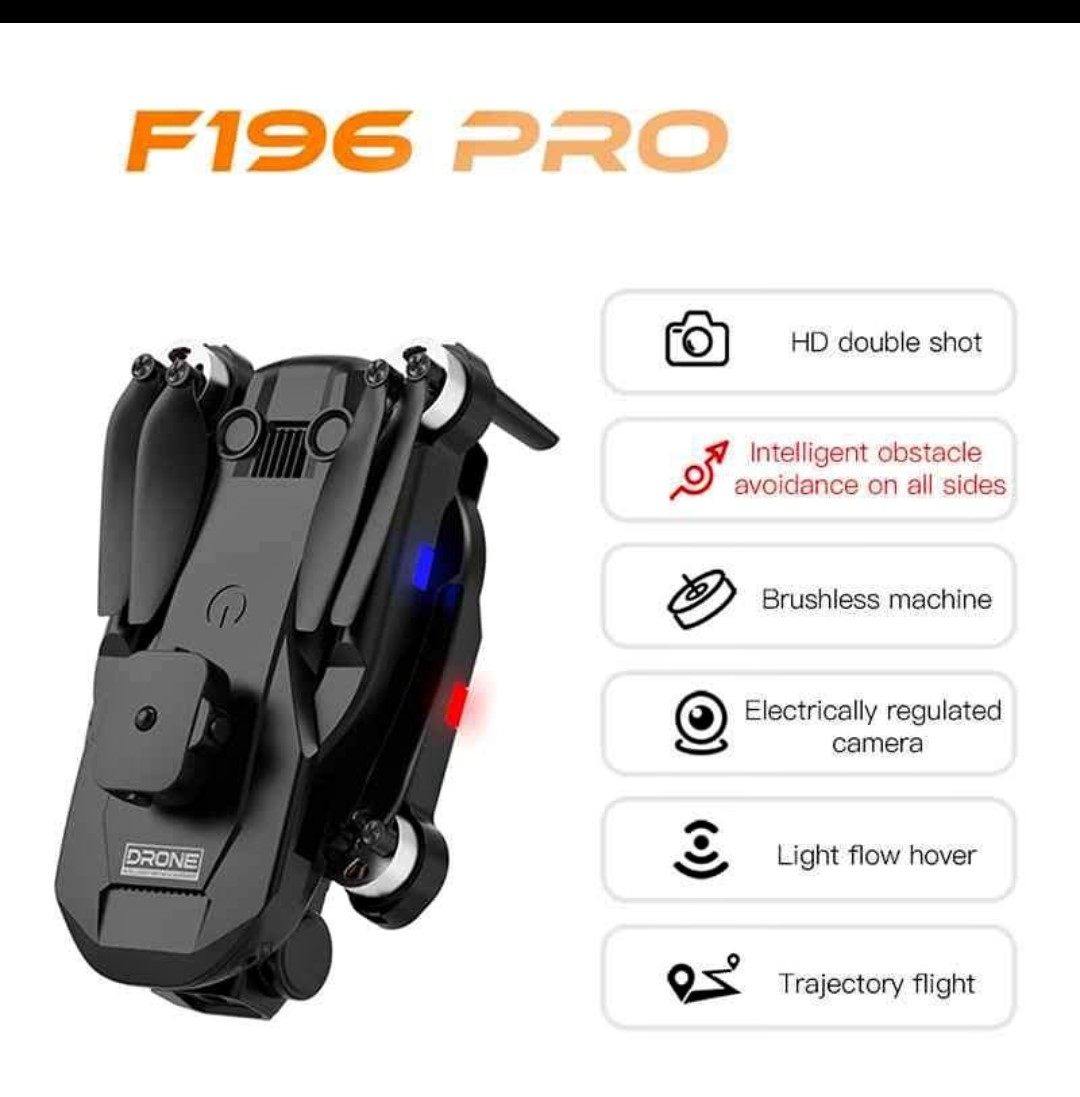 F196 PRO
HD double shot
Intelligent obstacle
avoidance on all sides
Brushless machine
Electrically regulated
camera
Light flow hover
Trajectory flight
DRONE